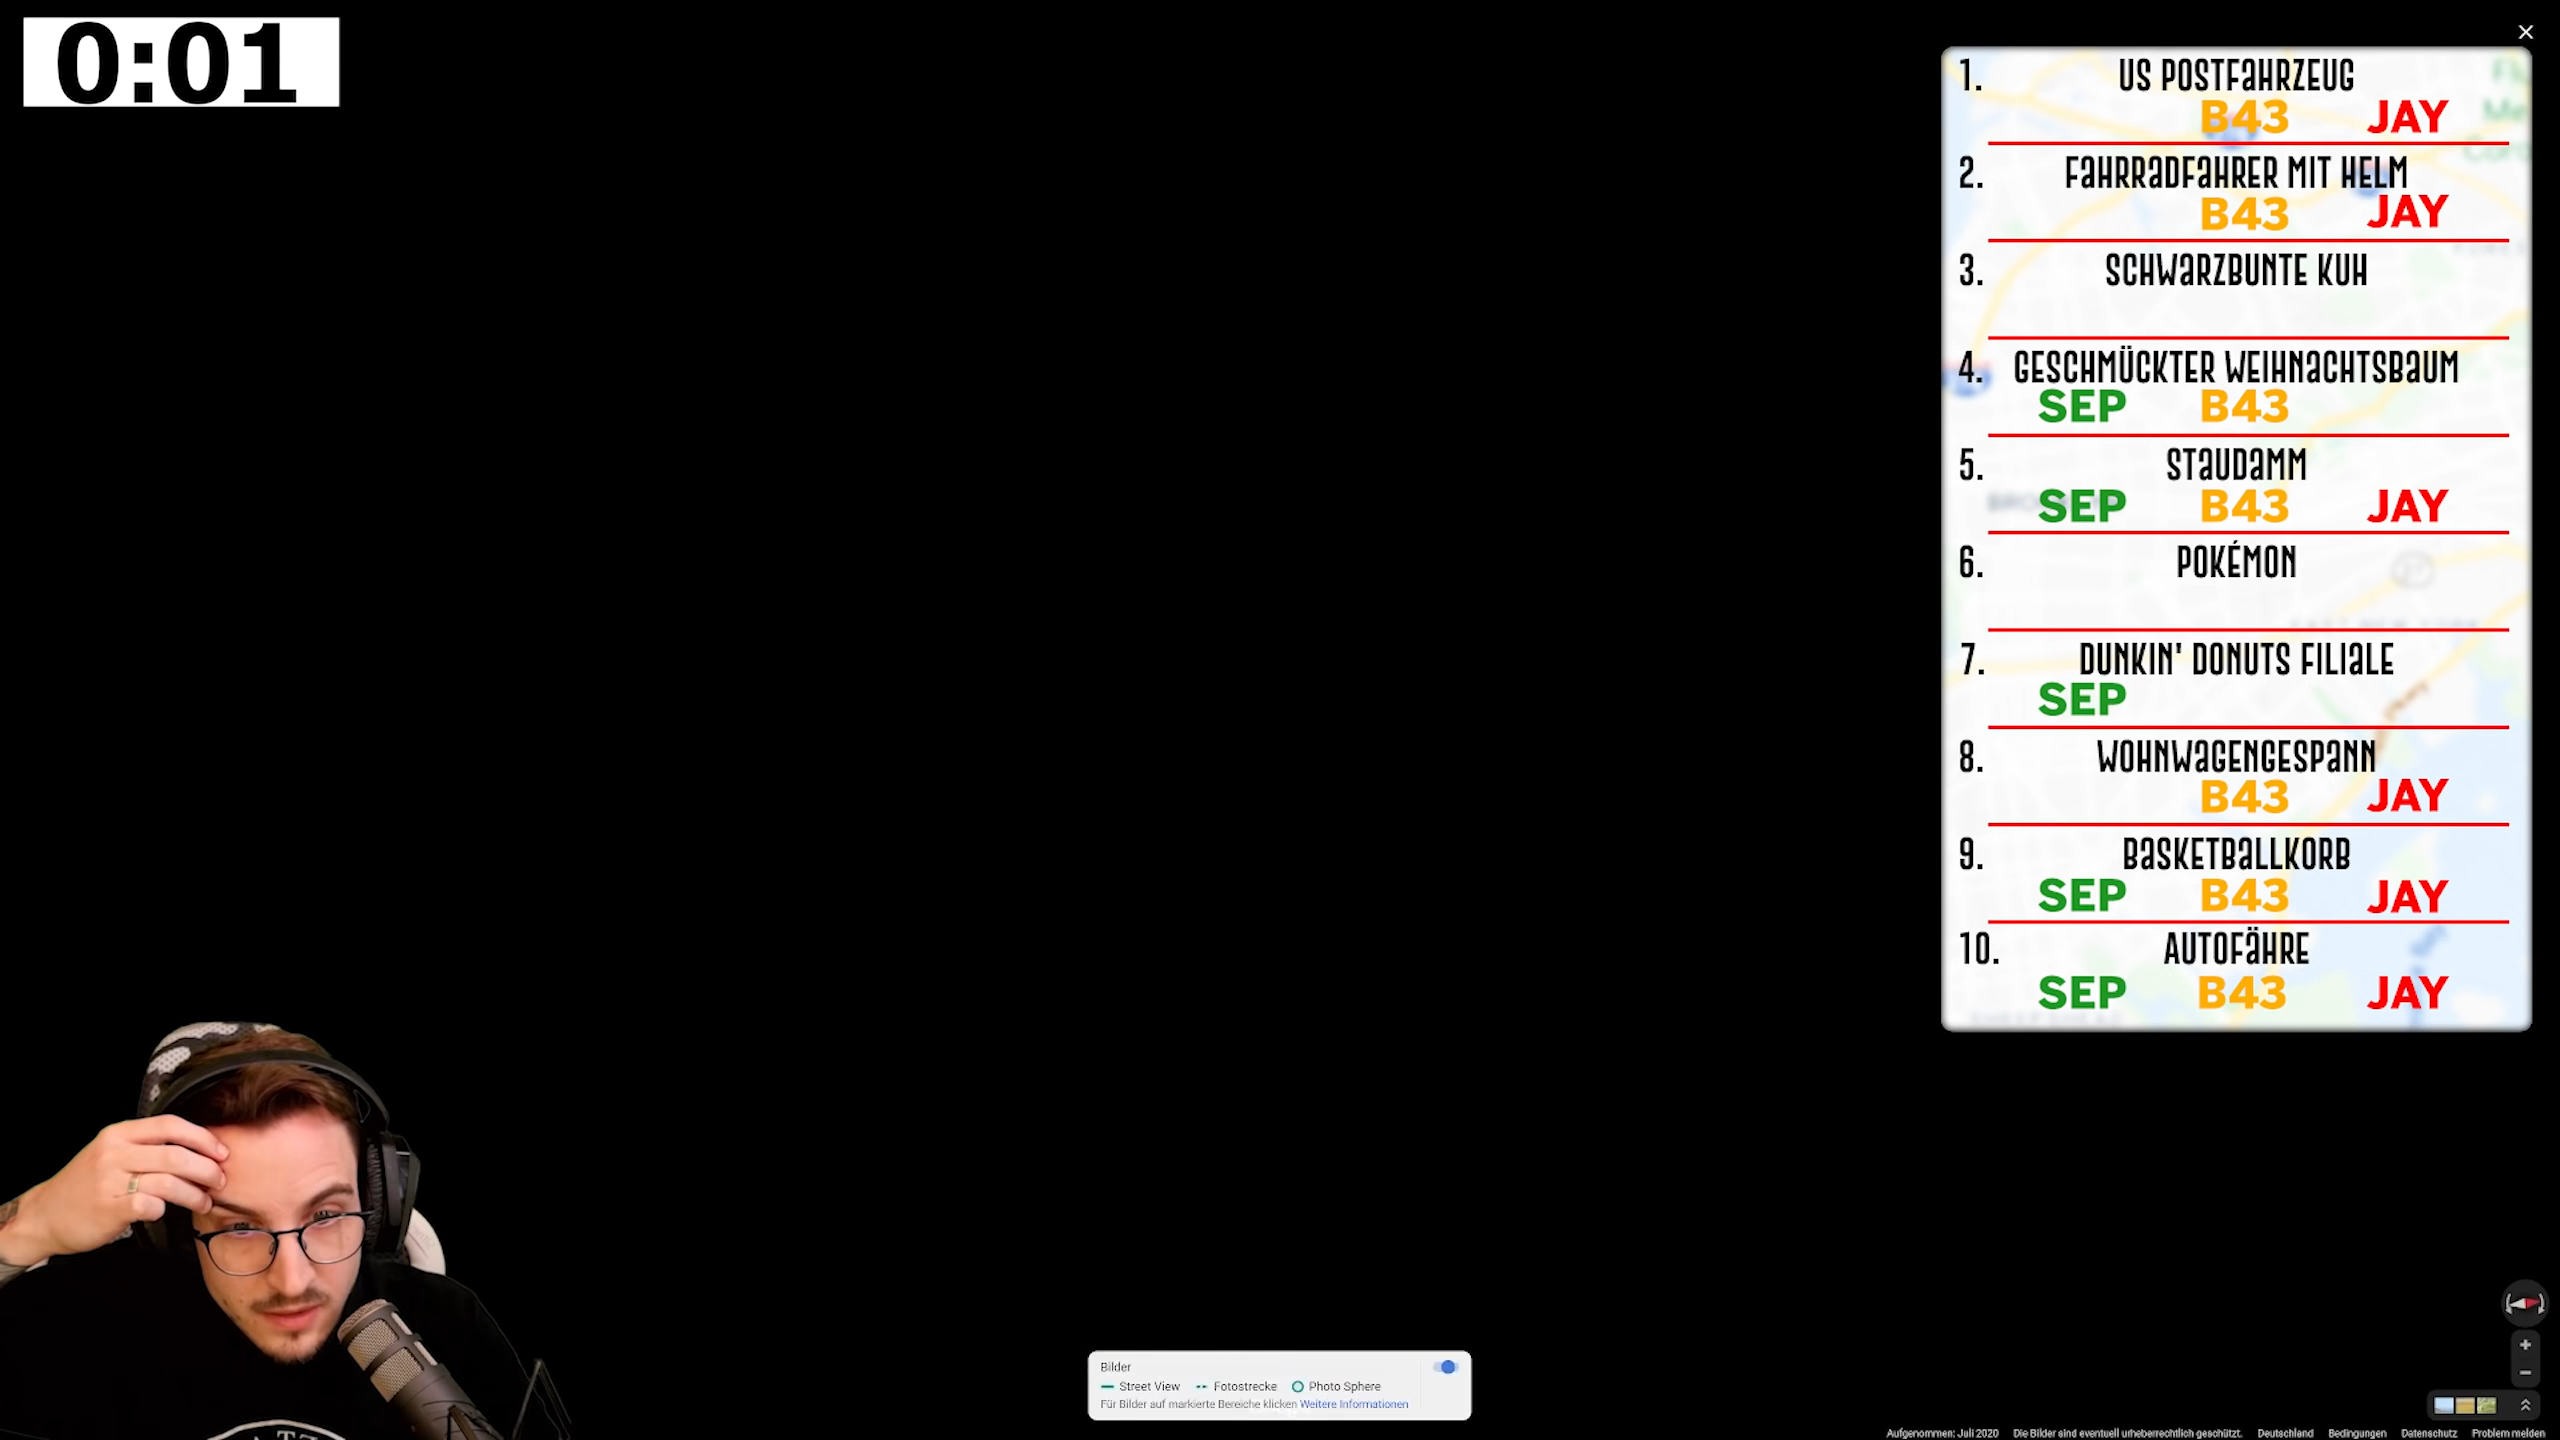 0:01
1. US POSTFAHRZEUG
B43 JAY
2. FAHRRADFAHRER MIT HELM
B43 JAY
3. SCHWARZBUNTE KUH
4. GESCHMÜCKTER WEIHNACHTSBAUM
SEP B43
5. STAUDAMM
SEP B43 JAY
6. POKÉMON
7. DUNKIN' DONUTS FILIALE
SEP
8. WOHNWAGENGESPANN
B43 JAY
9. BASKETBALLKORB
SEP B43 JAY
10. AUTOFÄHRE
SEP B43 JAY
Bilder
Street View Fotostrecke Photo Sphere
Für Bilder auf markierte Bereiche klicken Weitere Informationen
Aufgenommen: Juli 2020 Die Bilder sind eventuell urheberrechtlich geschützt. Deutschland Bedingungen Datenschutz Problem melden